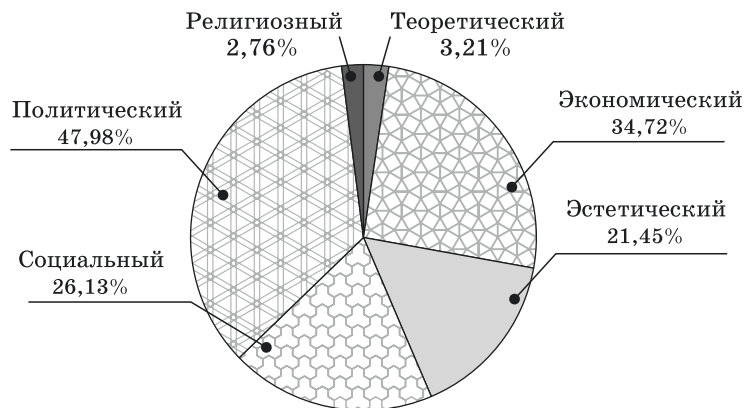 Религиозный
2,76%
Теоретический
3,21%
Экономический
34,72%
Эстетический
21,45%
Социальный
26,13%
Политический
47,98%